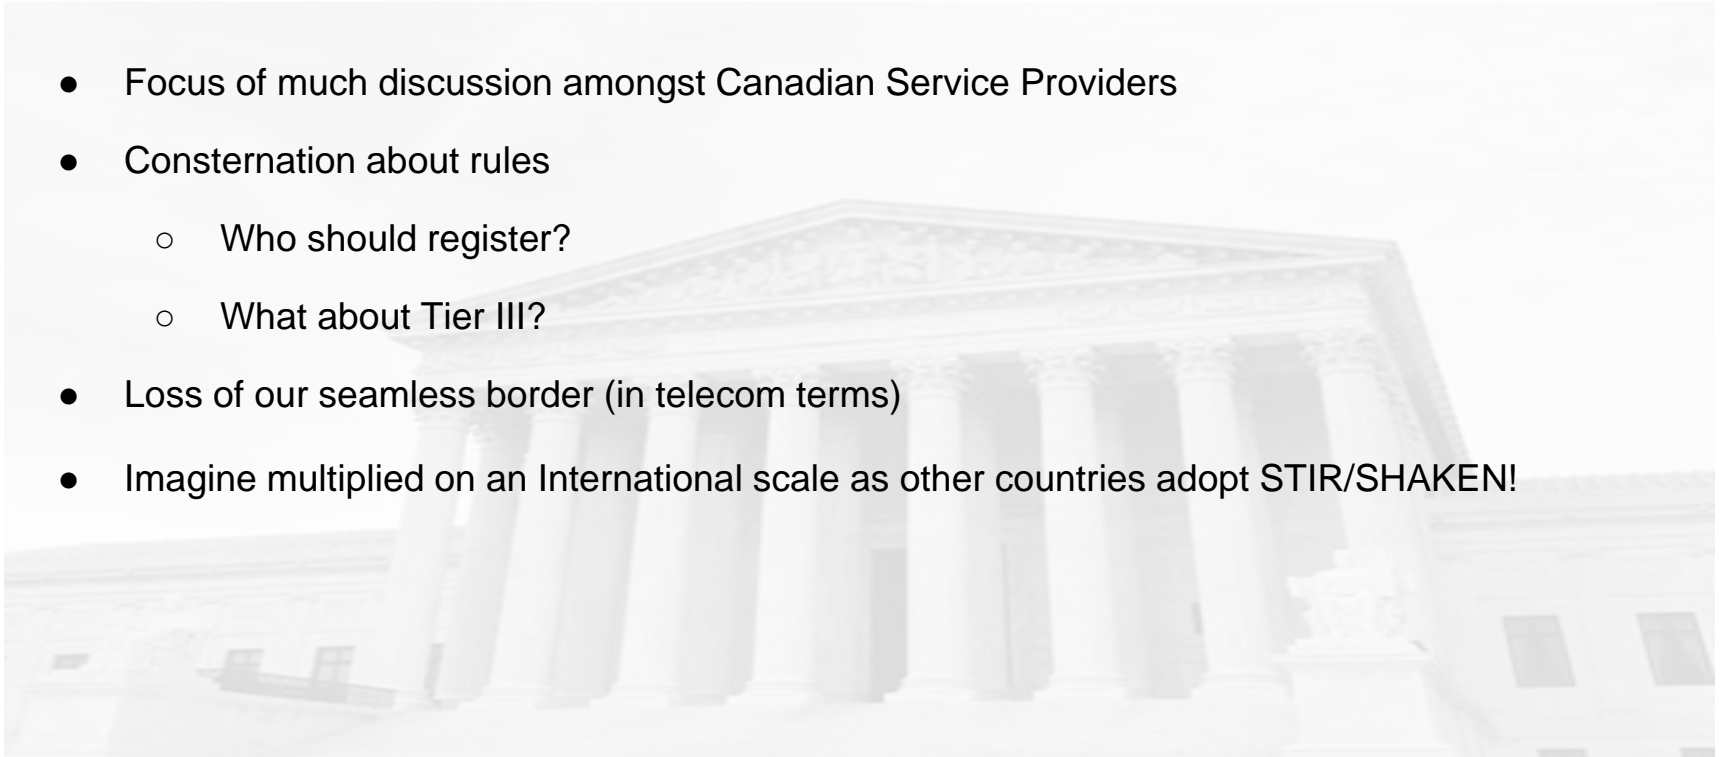 ● Focus of much discussion amongst Canadian Service Providers
● Consternation about rules
○ Who should register?
○ What about Tier III?
● Loss of our seamless border (in telecom terms)
● Imagine multiplied on an International scale as other countries adopt STIR/SHAKEN!